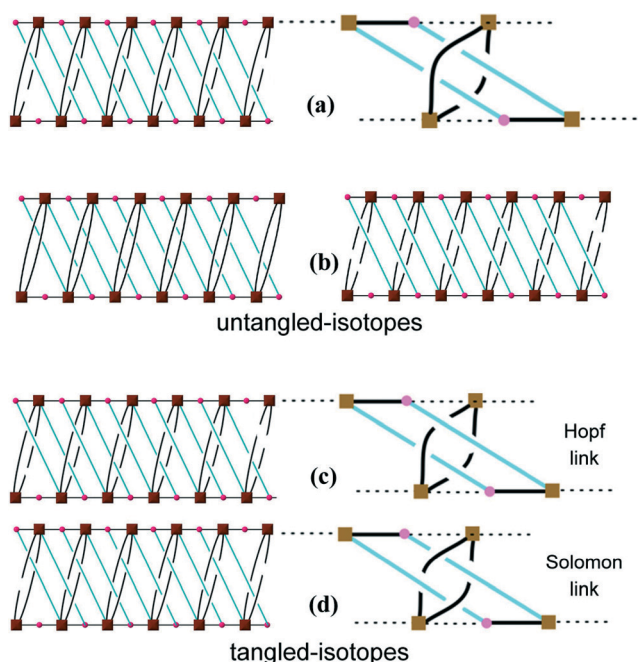 (a)
(b)
untangled-isotopes
(c)
Hopf
link
(d)
Solomon
link
tangled-isotopes